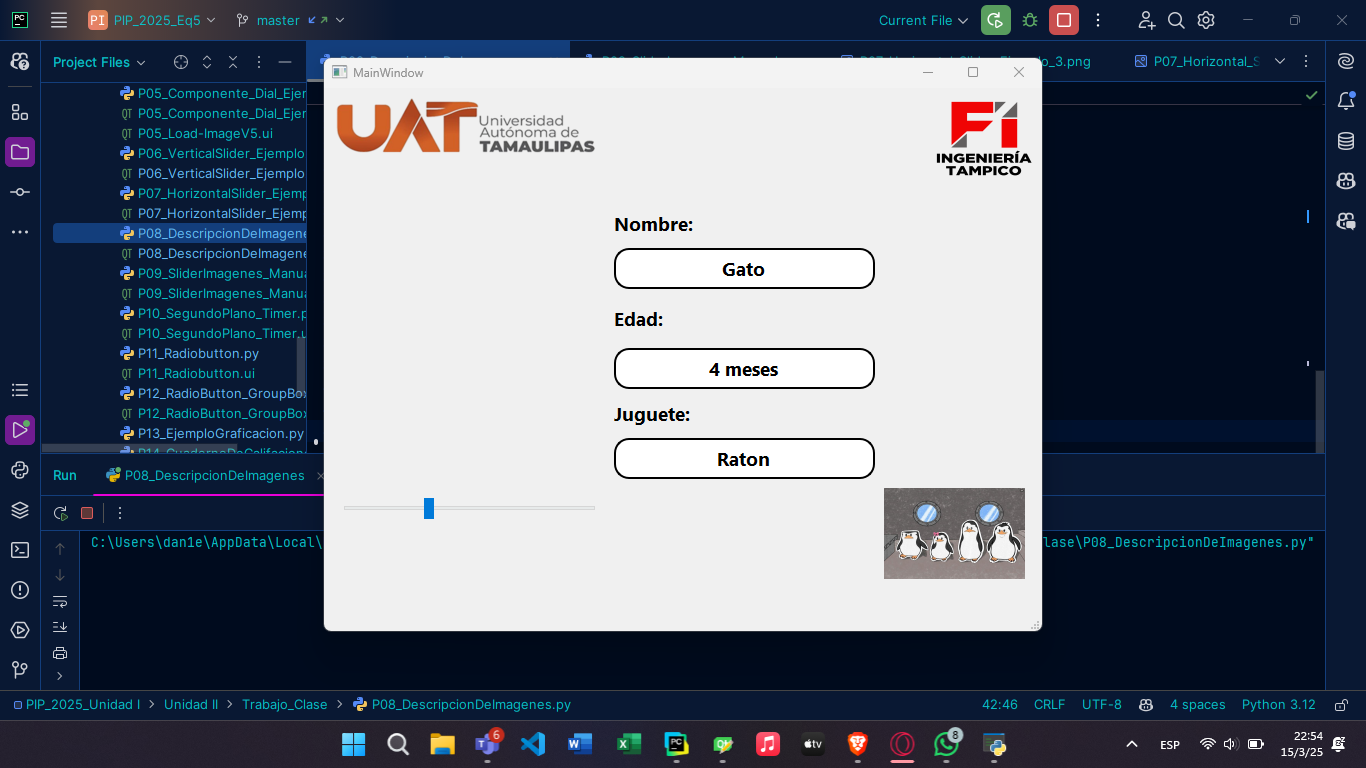 PC
PI PIP_2025_Eq5
master
Current File
Project Files
_3.png
P07_Horizontal_S
P05_Componente_Dial_Ejer
P05_Componente_Dial_Ejer
P05_Load-ImageV5.ui
P06_VerticalSlider_Ejemplo
P06_VerticalSlider_Ejemplo
P07_HorizontalSlider_Ejemp
P07_HorizontalSlider_Ejemp
P08_DescripcionDeImagene
P08_DescripcionDeImagene
P09_SliderImagenes_Manua
P09_SliderImagenes_Manua
P10_SegundoPlano_Timer.p
P10_SegundoPlano_Timer.u
P11_Radiobutton.py
P11_Radiobutton.ui
P12_RadioButton_GroupBox
P12_RadioButton_GroupBox
P13_EjemploGraficacion.py
MainWindow
UAT
Universidad
Autónoma de
TAMAULIPAS
Fi
INGENIERÍA
TAMPICO
Nombre:
Gato
Edad:
4 meses
Juguete:
Raton
Run
P08_DescripcionDeImagenes
C:\Users\dan1e\AppData\Local\
lase\P08_DescripcionDeImagenes.py"
PIP_2025_Unidad I > Unidad II > Trabajo_Clase > P08_DescripcionDeImagenes.py
42:46 CRLF UTF-8 4 spaces Python 3.12
6
PC
tv
8
ESP
22:54
15/3/25